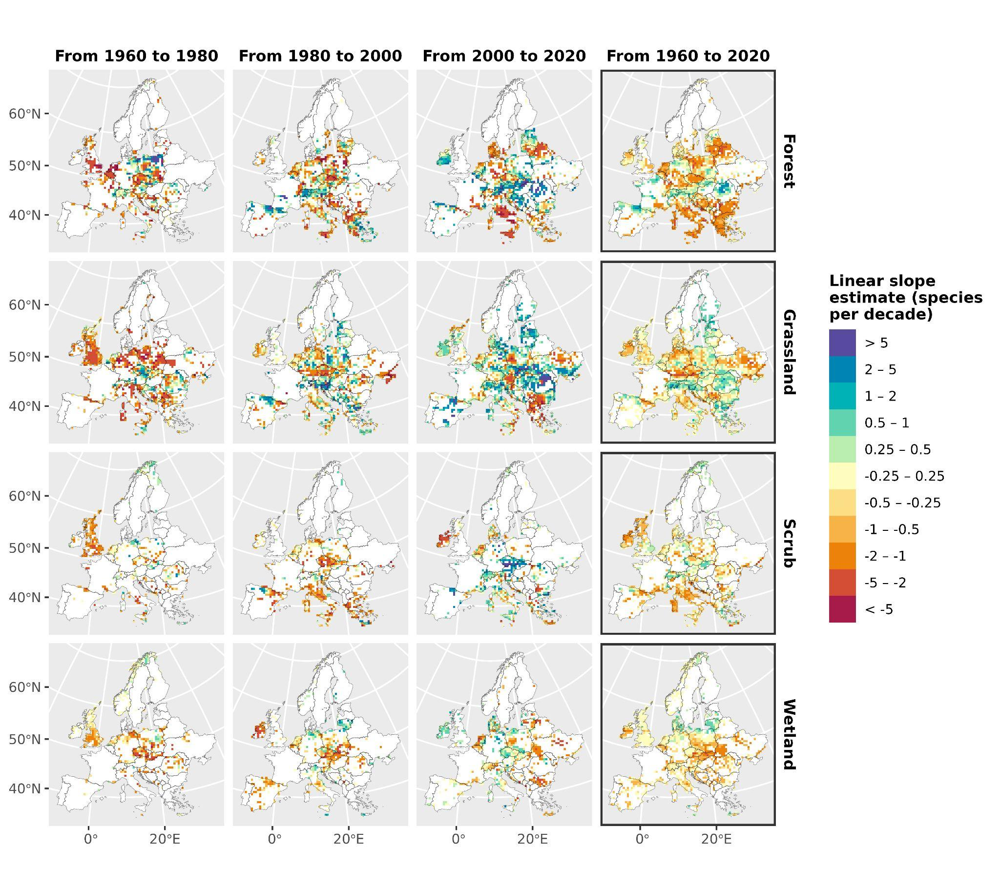 From 1960 to 1980
From 1980 to 2000
From 2000 to 2020
From 1960 to 2020
60°N
50°N
40°N
Forest
60°N
50°N
40°N
Grassland
60°N
50°N
40°N
Scrub
60°N
50°N
40°N
Wetland
0°
20°E
0°
20°E
0°
20°E
0°
20°E
Linear slope
estimate (species
per decade)
> 5
2 – 5
1 – 2
0.5 – 1
0.25 – 0.5
-0.25 – 0.25
-0.5 – -0.25
-1 – -0.5
-2 – -1
-5 – -2
< -5